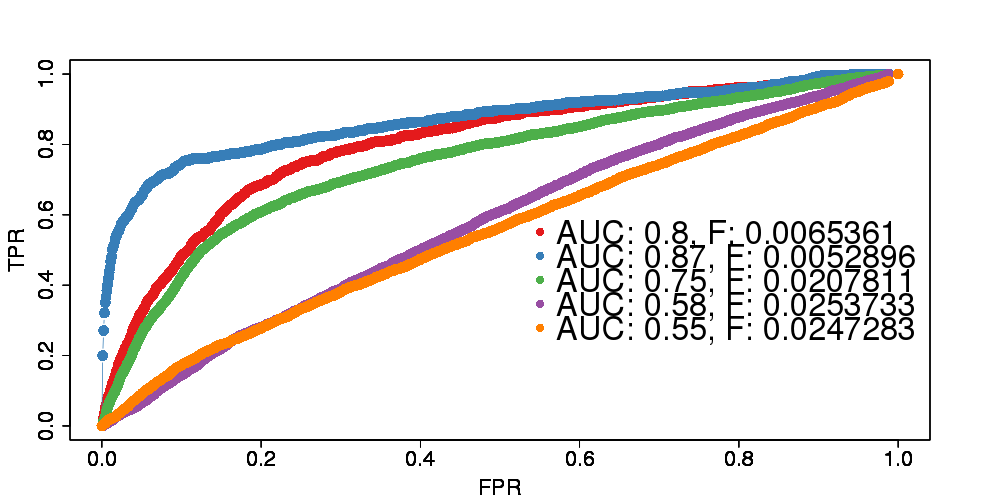 1.0
0.8
0.6
0.4
0.2
0.0
TPR
AUC: 0.8, F: 0.0065361
AUC: 0.87, F: 0.0052896
AUC: 0.75, F: 0.0207811
AUC: 0.58, F: 0.0253733
AUC: 0.55, F: 0.0247283
0.0 0.2 0.4 0.6 0.8 1.0
FPR